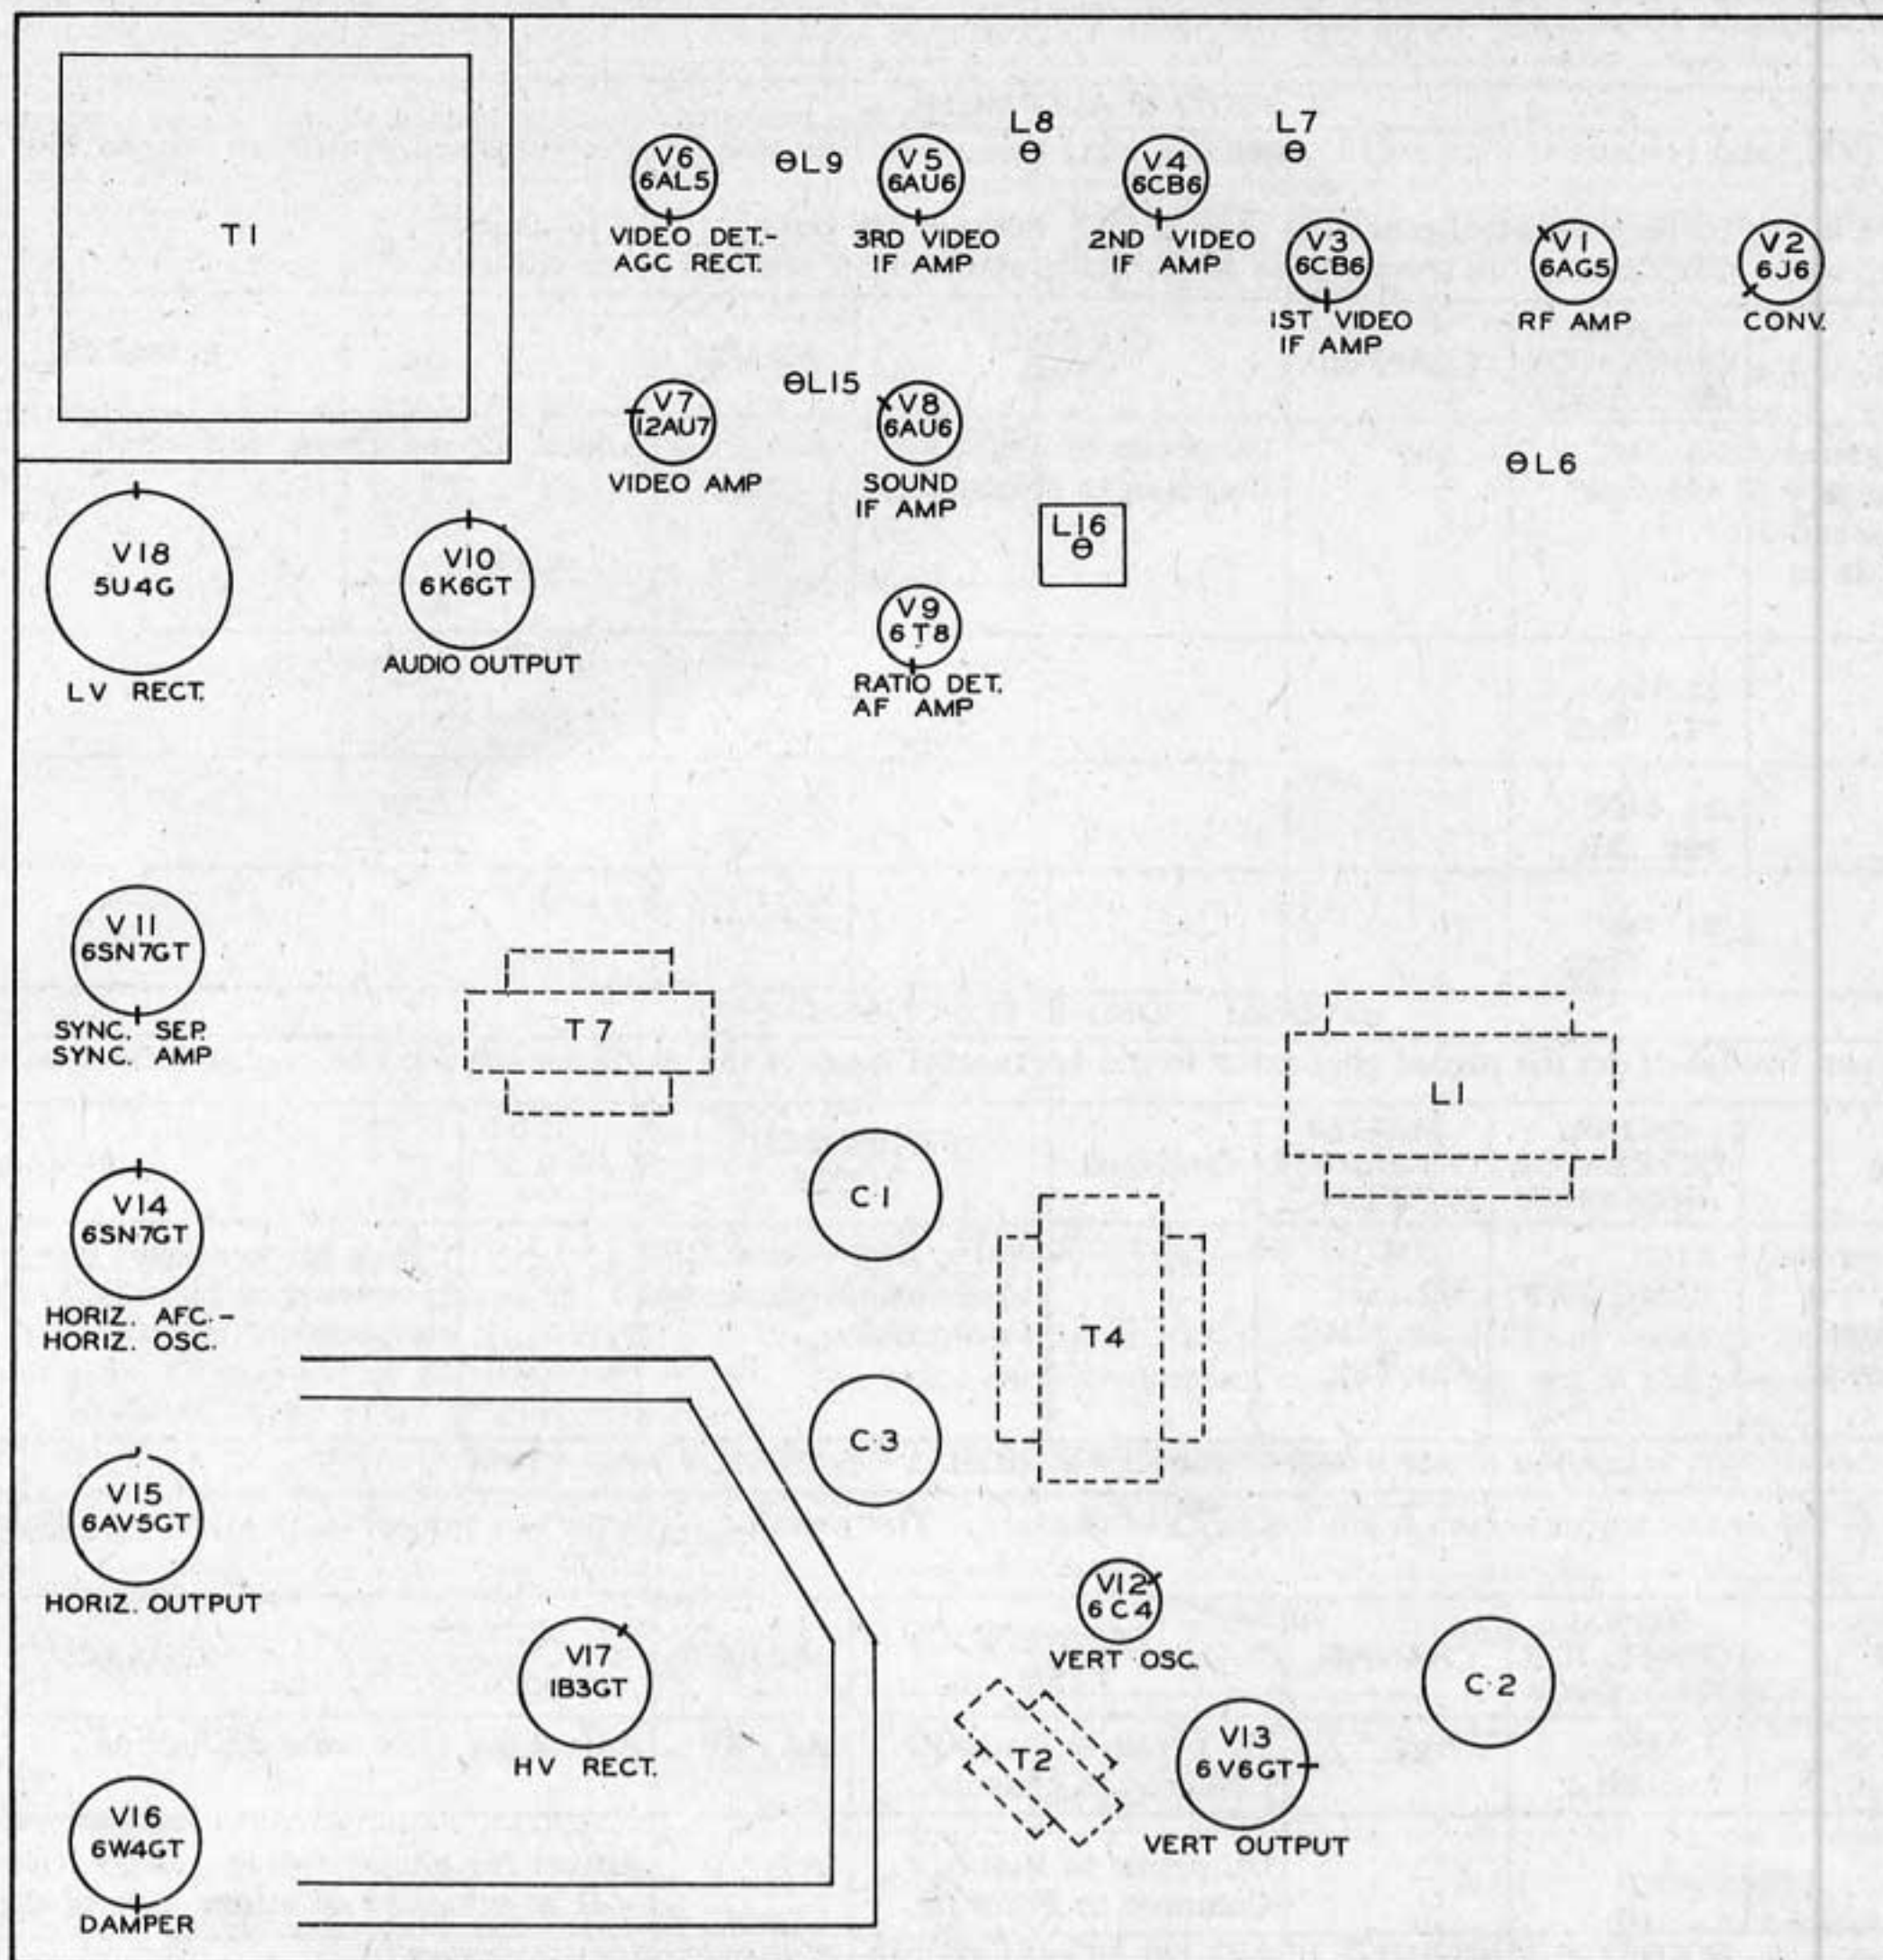 T1
V6
6AL5
VIDEO DET.-
AGC RECT.
ΘL9
V5
6AU6
3RD VIDEO
IF AMP
L8
Θ
V4
6CB6
2ND VIDEO
IF AMP
L7
Θ
V3
6CB6
1ST VIDEO
IF AMP
V1
6AG5
RF AMP
V2
6J6
CONV.
V7
12AU7
VIDEO AMP
ΘL15
V8
6AU6
SOUND
IF AMP
ΘL6
L16
Θ
V18
5U4G
LV RECT.
V10
6K6GT
AUDIO OUTPUT
V9
6T8
RATIO DET.
AF AMP
V11
6SN7GT
SYNC. SEP.
SYNC. AMP
T7
L1
V14
6SN7GT
HORIZ. AFC.-
HORIZ. OSC.
C·1
T4
C·3
V15
6AV5GT
HORIZ. OUTPUT
V12
6C4
VERT OSC.
V17
1B3GT
HV RECT.
C·2
T2
V13
6V6GT
VERT OUTPUT
V16
6W4GT
DAMPER